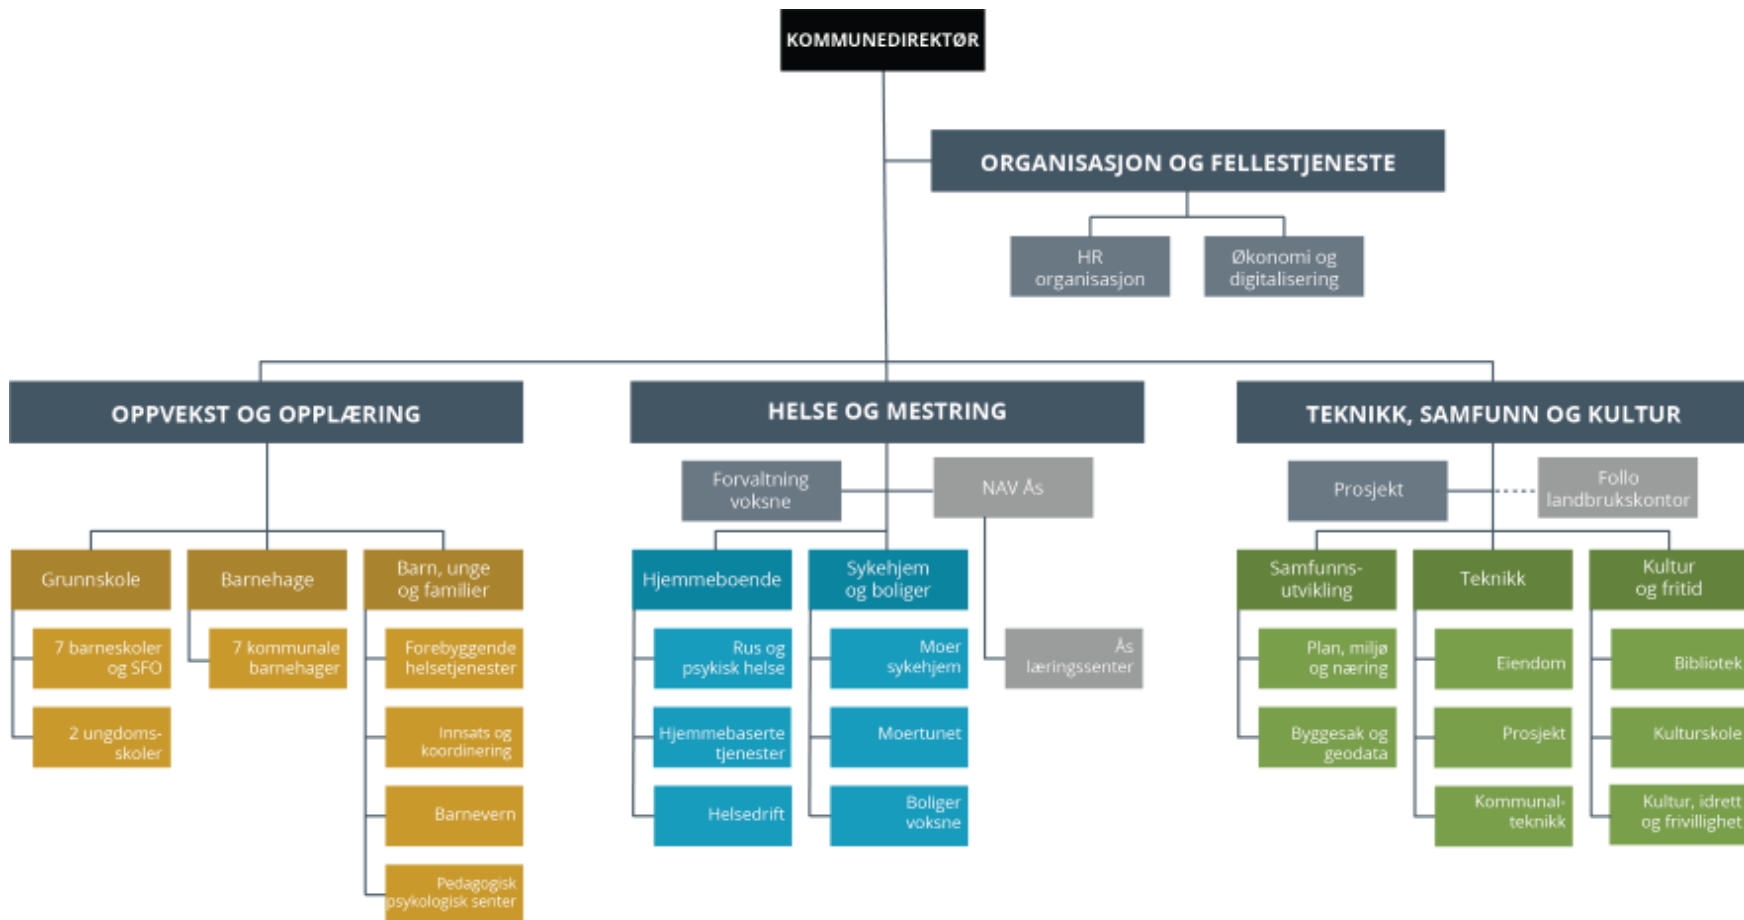 KOMMUNEDIREKTØR
ORGANISASJON OG FELLESTJENESTE
HR
organisasjon
Økonomi og
digitalisering
OPPVEKST OG OPPLÆRING
HELSE OG MESTRING
TEKNIKK, SAMFUNN OG KULTUR
Forvaltning
voksne
NAV Ås
Prosjekt
Follo
landbrukskontor
Grunnskole
Barnehage
Barn, unge
og familier
Hjemmeboende
Sykehjem
og boliger
Samfunns-
utvikling
Teknikk
Kultur
og fritid
7 barneskoler
og SFO
7 kommunale
barnehager
Forebyggende
helsetjenester
Rus og
psykisk helse
Moer
sykehjem
Ås
læringssenter
Plan, miljø
og næring
Eiendom
Bibliotek
2 ungdoms-
skoler
Innsats og
koordinering
Hjemmebaserte
tjenester
Moertunet
Byggesak og
geodata
Prosjekt
Kulturskole
Barnevern
Helsedrift
Boliger
voksne
Kommunal-
teknikk
Kultur, idrett
og frivillighet
Pedagogisk
psykologisk senter